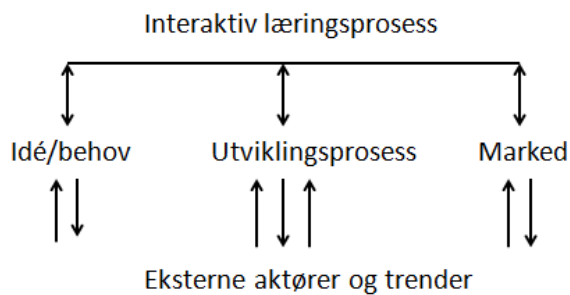 Interaktiv læringsprosess
Idé/behov Utviklingsprosess Marked
Eksterne aktører og trender